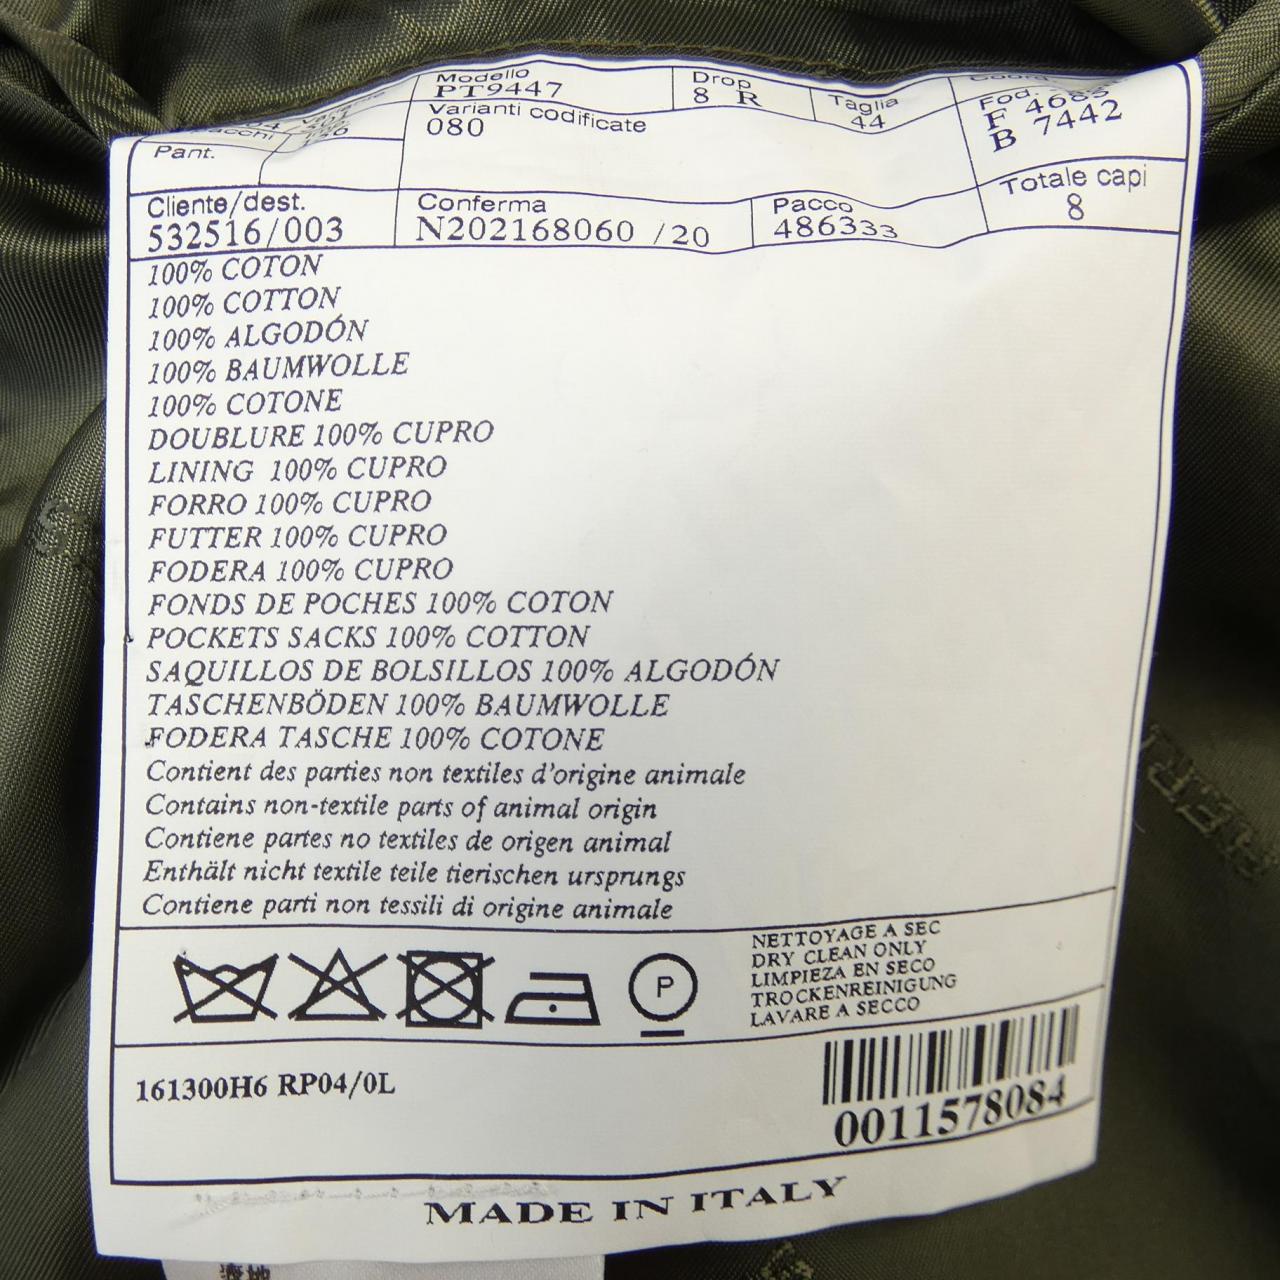 Modello
PT9447
Drop
8 R
Taglia
44
Fod.
F 4683
B 7442
Pant.
Varianti codificate
080
Totale capi
8
Cliente/dest.
532516/003
Conferma
N202168060 /20
Pacco
486333
100% COTON
100% COTTON
100% ALGODÓN
100% BAUMWOLLE
100% COTONE
DOUBLURE 100% CUPRO
LINING 100% CUPRO
FORRO 100% CUPRO
FUTTER 100% CUPRO
FODERA 100% CUPRO
FONDS DE POCHES 100% COTON
POCKETS SACKS 100% COTTON
SAQUILLOS DE BOLSILLOS 100% ALGODÓN
TASCHENBÖDEN 100% BAUMWOLLE
FODERA TASCHE 100% COTONE
Contient des parties non textiles d'origine animale
Contains non-textile parts of animal origin
Contiene partes no textiles de origen animal
Enthält nicht textile teile tierischen ursprungs
Contiene parti non tessili di origine animale
P
NETTOYAGE A SEC
DRY CLEAN ONLY
LIMPIEZA EN SECO
TROCKENREINIGUNG
LAVARE A SECCO
161300H6 RP04/0L
0011578084
MADE IN ITALY